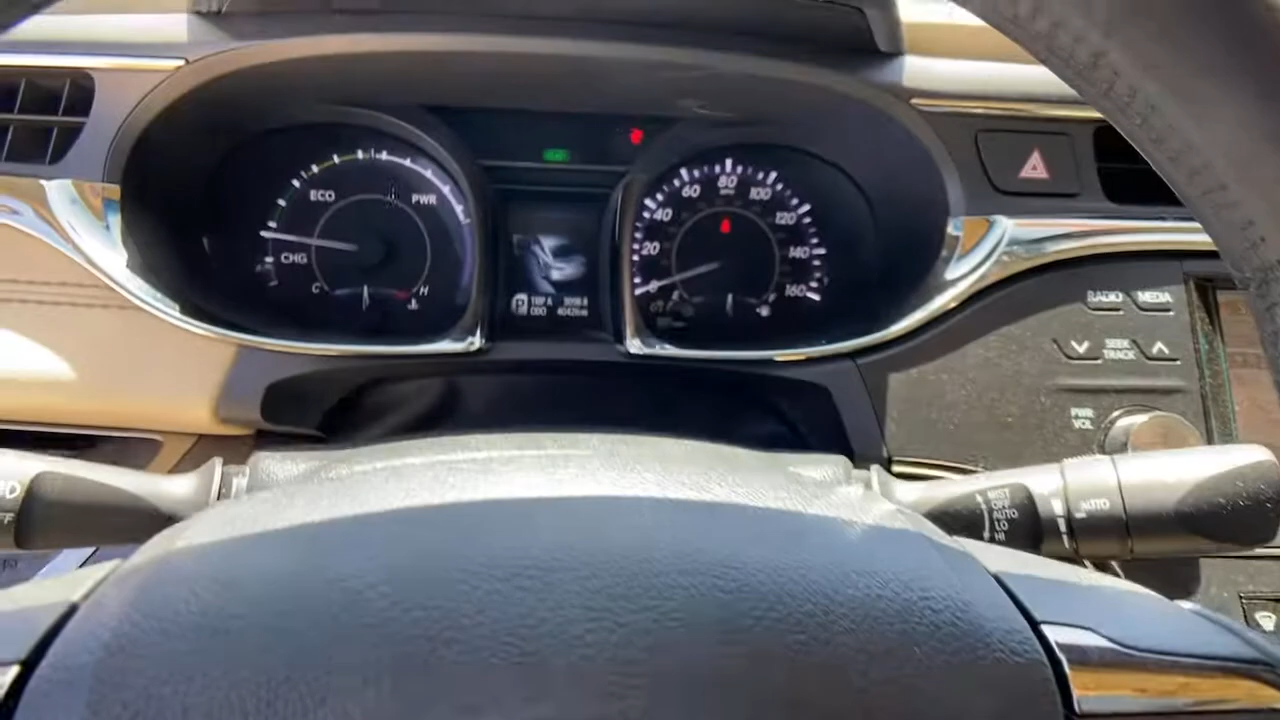 ECO
PWR
CHG
C
H
20
40
60
80
100
120
140
160
P
TRIP A
ODO
RADIO
MEDIA
SEEK
TRACK
PWR
VOL
MIST
OFF
AUTO
LO
HI
AUTO